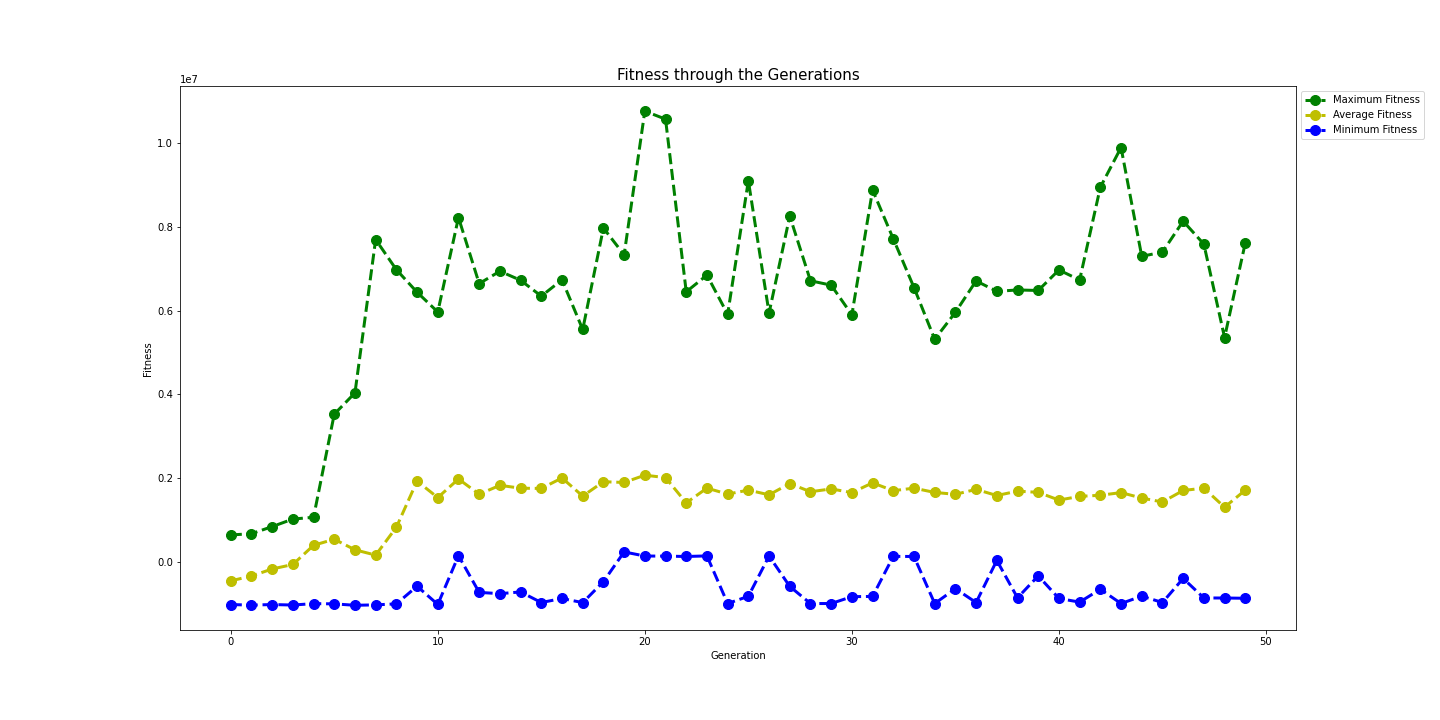 Fitness through the Generations
1e7
Maximum Fitness
Average Fitness
Minimum Fitness
1.0
0.8
0.6
0.4
0.2
0.0
Fitness
0 10 20 30 40 50
Generation